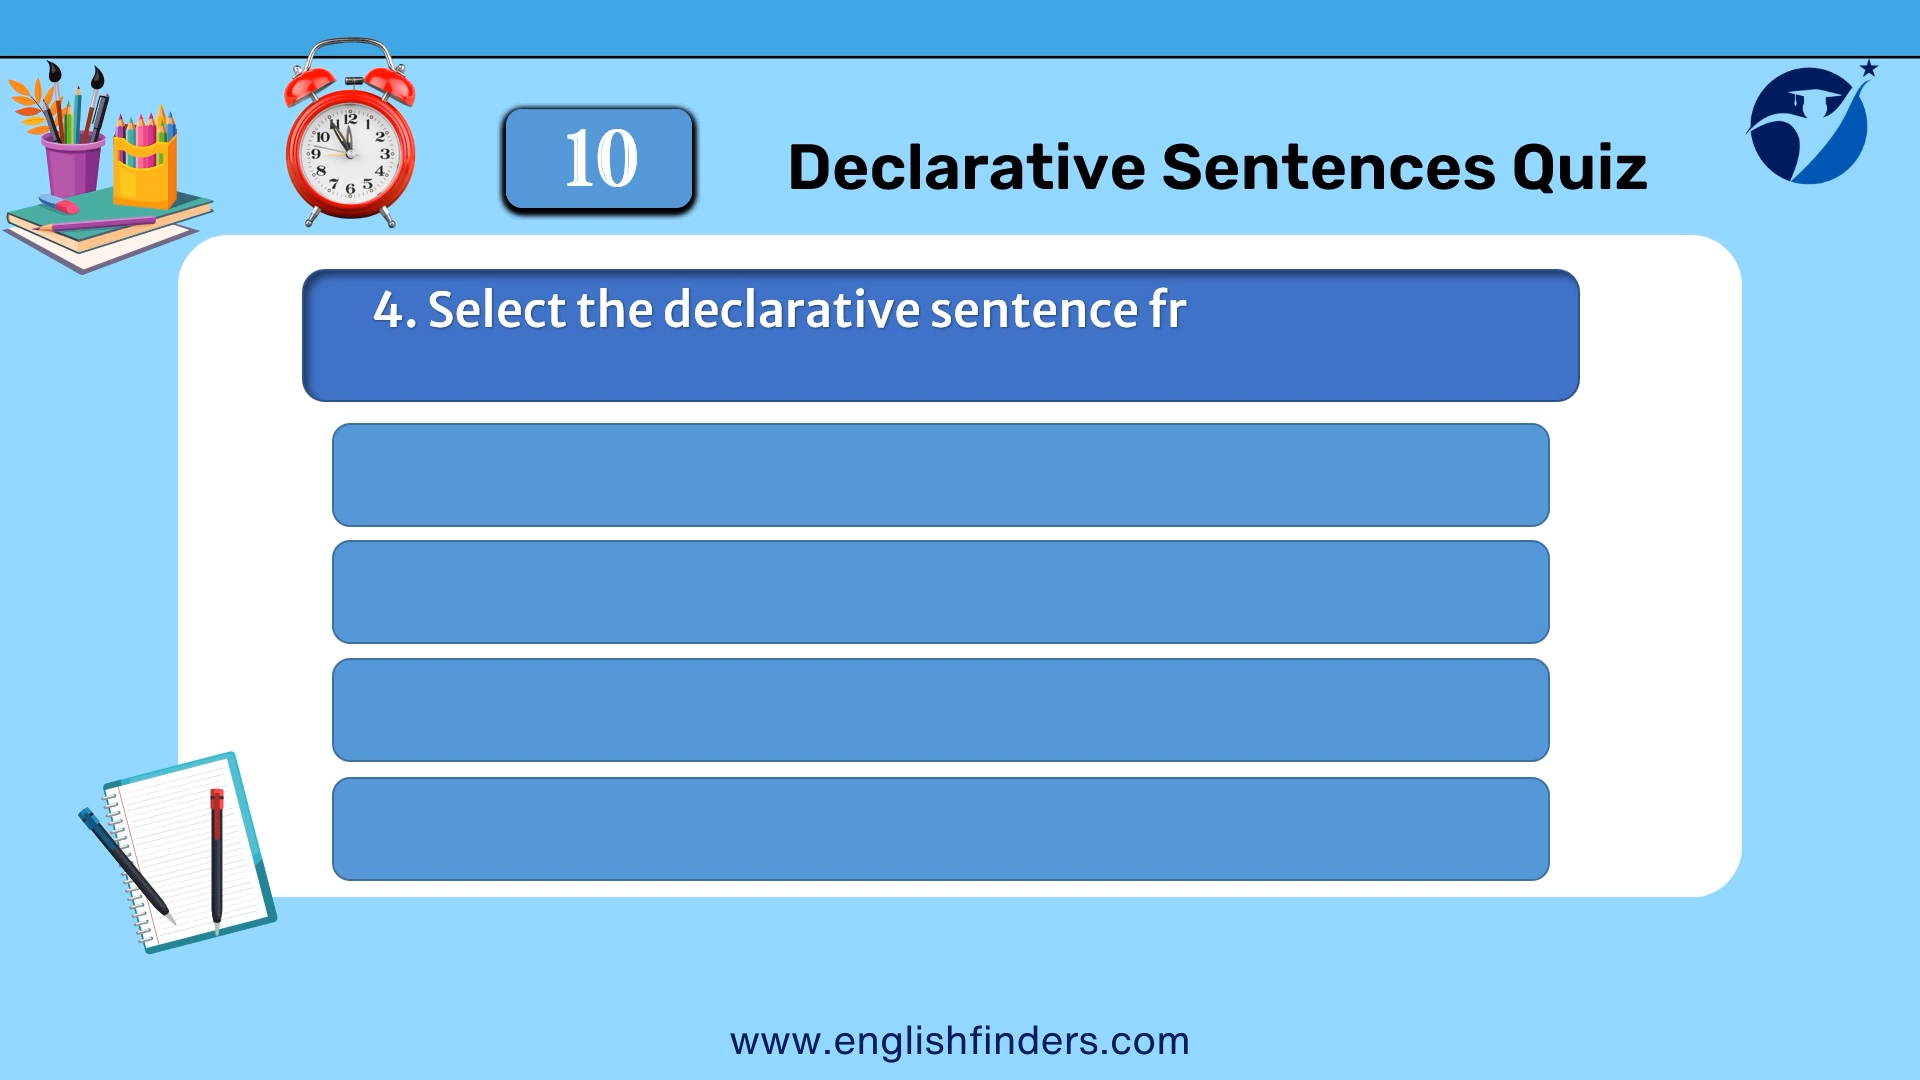 10
Declarative Sentences Quiz
4. Select the declarative sentence fr
www.englishfinders.com